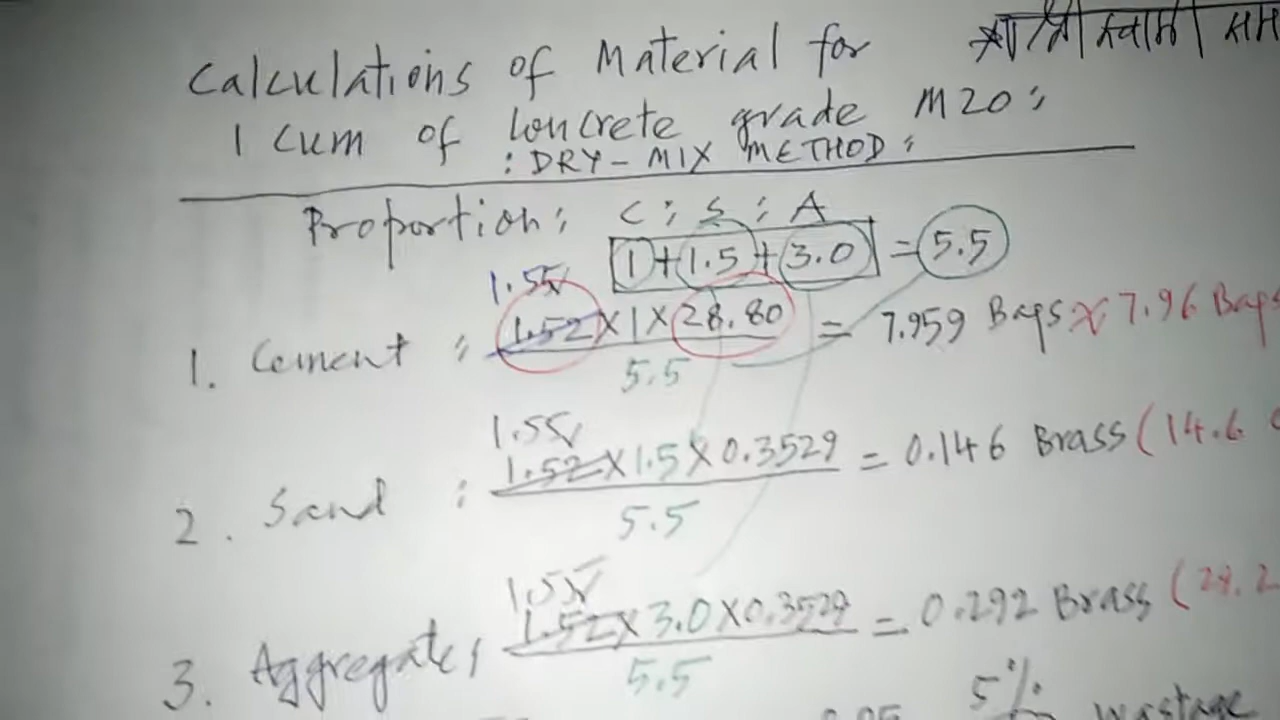 Calculations of Material for
1 Cum of Concrete grade M20:
: DRY-MIX METHOD:
Proportion: C : S : A
1 + 1.5 + 3.0 = 5.5
1.55
1. Cement : 1.52 X 1 X 28.80 = 7.959 Bags ≈ 7.96 Bags
5.5
1.55
2. Sand : 1.52 X 1.5 X 0.3529 = 0.146 Brass (14.6
5.5
1.55
3. Aggregate: 1.52 X 3.0 X 0.3529 = 0.292 Brass (29.2
5.5
5% wastage